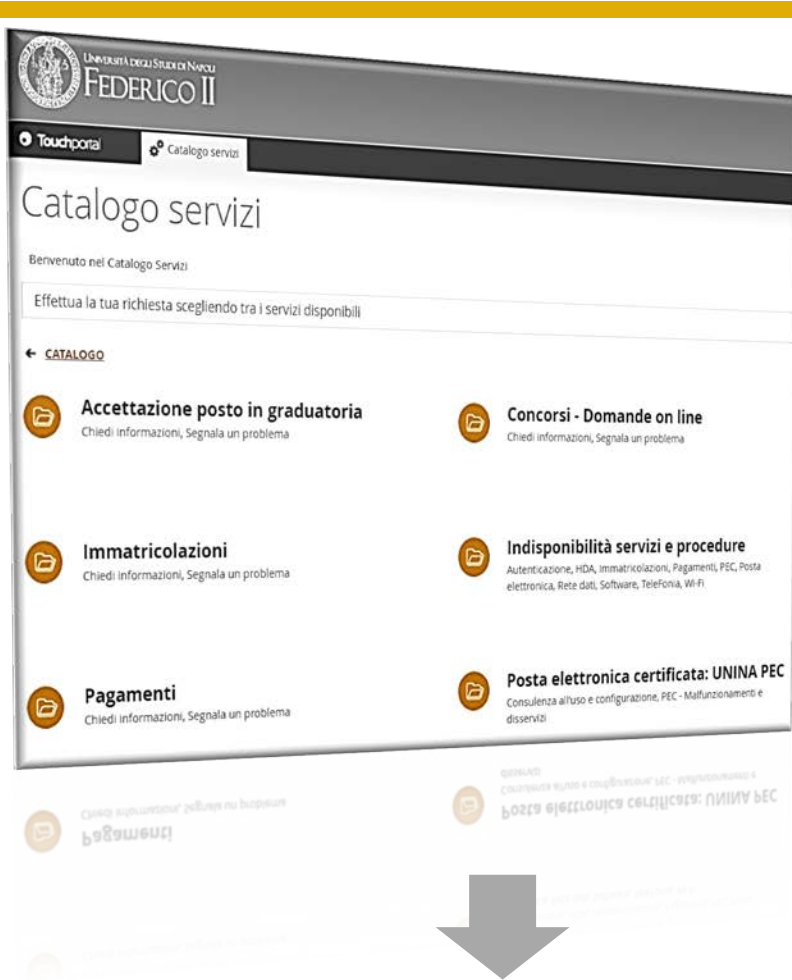 UNIVERSITÀ DEGLI STUDI DI NAPOLI
FEDERICO II
Touchportal
Catalogo servizi
Catalogo servizi
Benvenuto nel Catalogo Servizi
Effettua la tua richiesta scegliendo tra i servizi disponibili
CATALOGO
Accettazione posto in graduatoria
Chiedi informazioni, Segnala un problema
Concorsi - Domande on line
Chiedi informazioni, Segnala un problema
Immatricolazioni
Chiedi informazioni, Segnala un problema
Indisponibilità servizi e procedure
Autenticazione, HDA, Immatricolazioni, Pagamenti, PEC, Posta
elettronica, Rete dati, Software, TeleFonia, Wi-Fi
Pagamenti
Chiedi informazioni, Segnala un problema
Posta elettronica certificata: UNINA PEC
Consulenza all'uso e configurazione, PEC - Malfunzionamenti e
disservizi